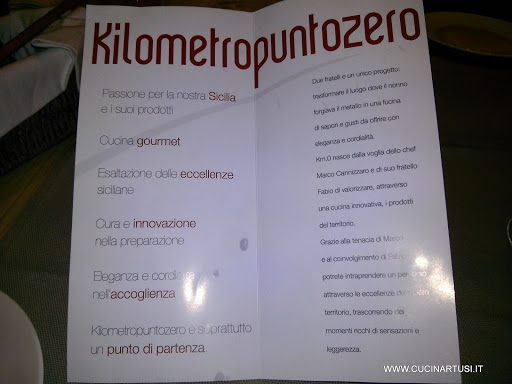 Kilometropuntozero
Passione per la nostra Sicilia
e i suoi prodotti
Cucina gourmet
Esaltazione delle eccellenze
siciliane
Cura e innovazione
nella preparazione
Eleganza e
nell'accoglienza
Kilometropuntozero è soprattutto
un punto di partenza.
Due fratelli e un unico progetto:
trasformare il luogo dove il nonno
forgiava il metallo in una fucina
di sapori e gusti da offrire con
eleganza e cordialità.
Km.0 nasce dalla voglia dello chef
Marco Cannizzaro e di suo fratello
Fabio di valorizzare, attraverso
una cucina innovativa, i prodotti
del territorio.
Grazie alla tenacia di Marco
e al coinvolgimento di Fabio,
potrete intraprendere un
attraverso le eccellenze del
territorio, trascorrendo dei
momenti ricchi di sensazioni e
leggerezza.
WWW.CUCINARTUSI.IT